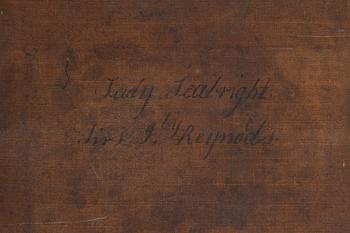 Lady Seabright.
Sir J. by Reynolds